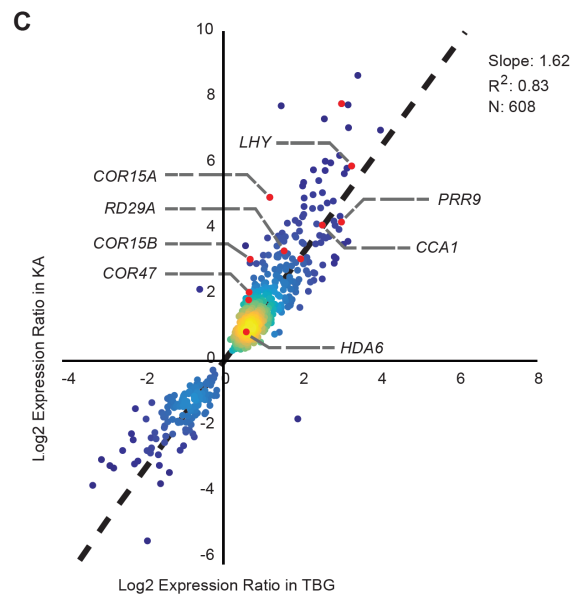 C
10
Slope: 1.62
R²: 0.83
N: 608
8
LHY
6
COR15A
PRR9
RD29A
4
COR15B
CCA1
COR47
2
HDA6
0
-4
-2
0
2
4
6
8
-2
-4
-6
Log2 Expression Ratio in KA
Log2 Expression Ratio in TBG